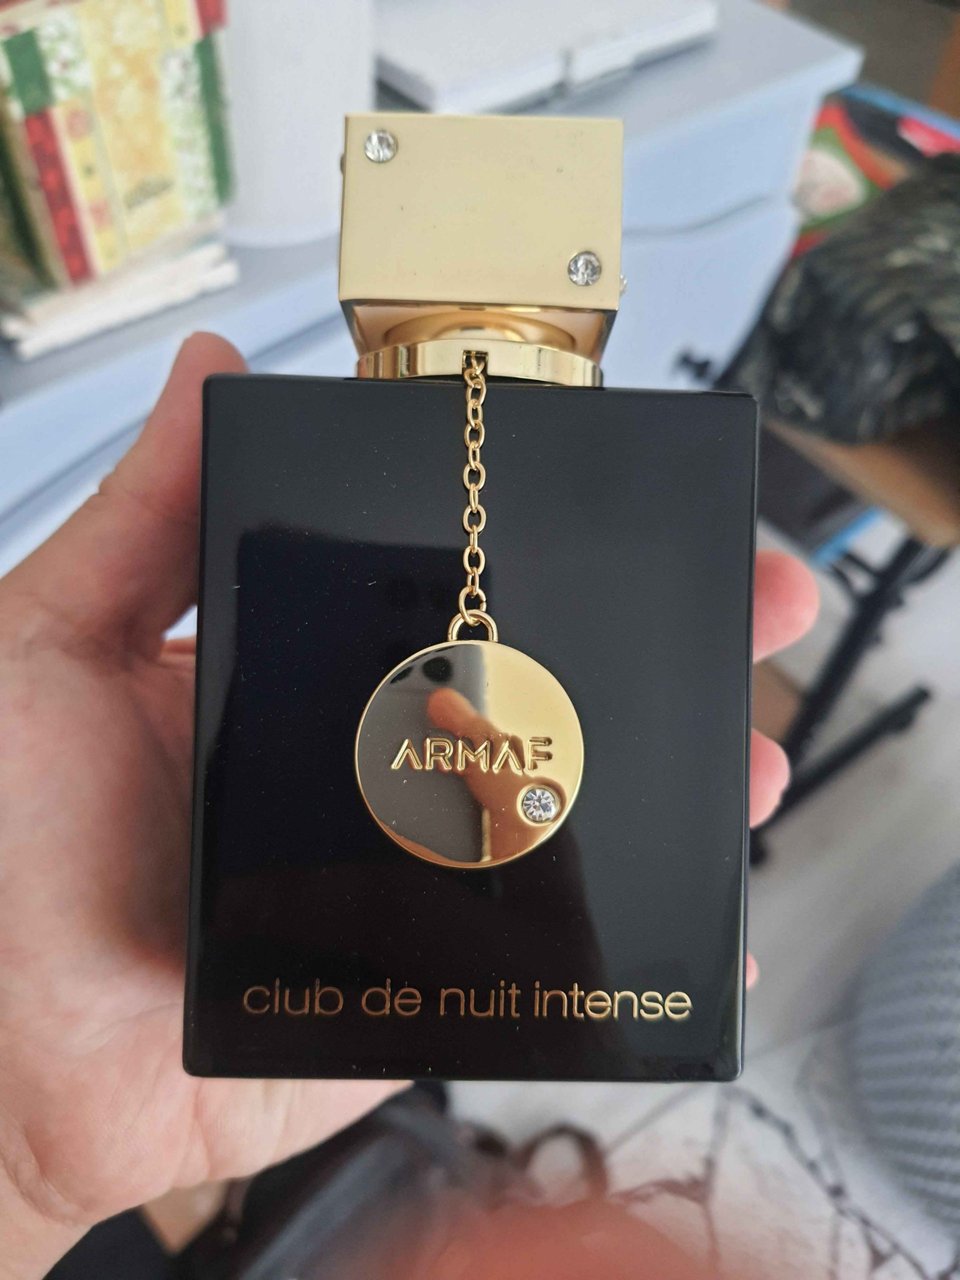 ARMAF
club de nuit intense